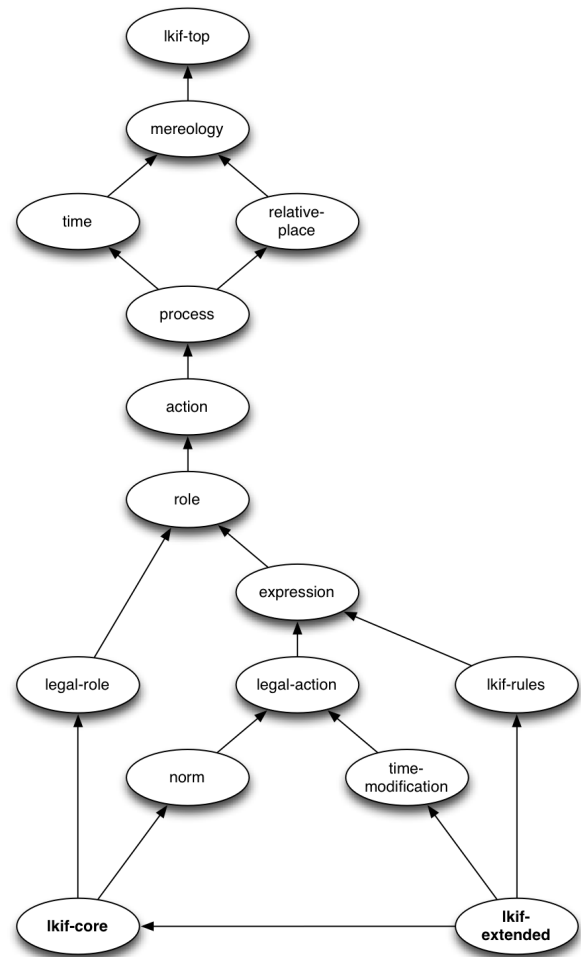 lkif-top
mereology
time
relative-
place
process
action
role
expression
legal-role
legal-action
lkif-rules
norm
time-
modification
lkif-core
lkif-
extended